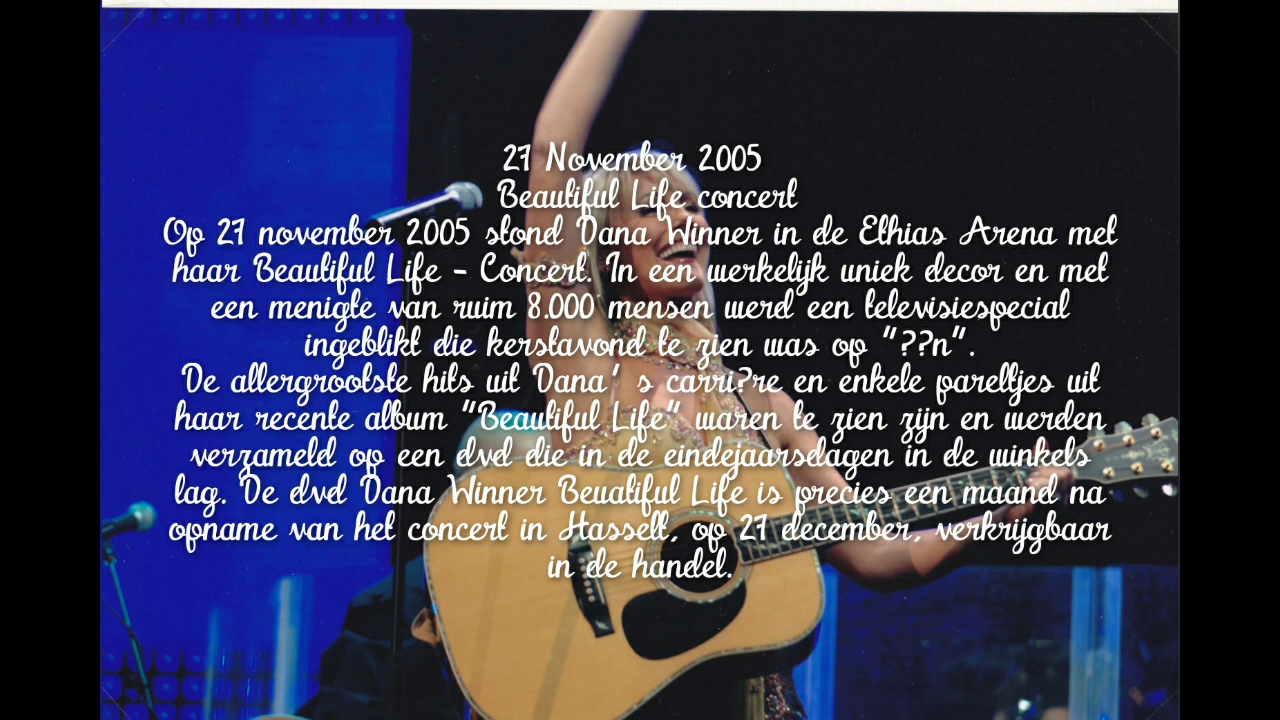 27 November 2005
Beautiful Life concert
Op 27 november 2005 stond Dana Winner in de Ethias Arena met
haar Beautiful Life - Concert. In een werkelijk uniek decor en met
een menigte van ruim 8.000 mensen werd een televisiespecial
ingeblikt die kerstavond te zien was op "??n".
De allergrootste hits uit Dana' s carri?re en enkele pareltjes uit
haar recente album "Beautiful Life" waren te zien zijn en werden
verzameld op een dvd die in de eindejaarsdagen in de winkels
lag. De dvd Dana Winner Beuatiful Life is precies een maand na
opname van het concert in Hasselt, op 27 december, verkrijgbaar
in de handel.